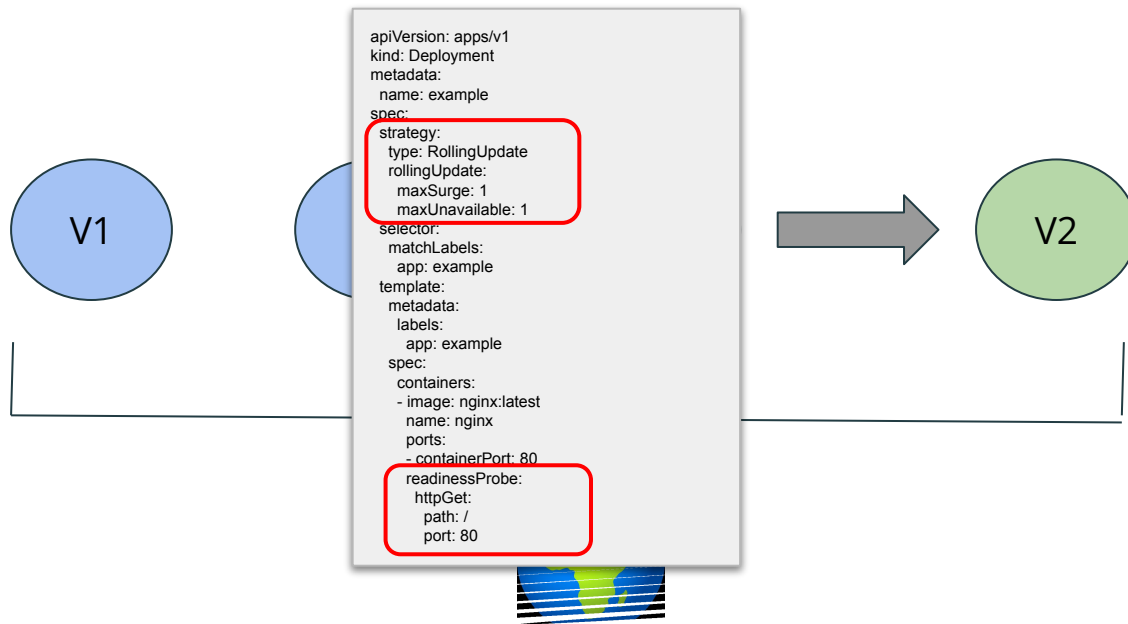 apiVersion: apps/v1
kind: Deployment
metadata:
  name: example
spec:
  strategy:
    type: RollingUpdate
    rollingUpdate:
      maxSurge: 1
      maxUnavailable: 1
  selector:
    matchLabels:
      app: example
  template:
    metadata:
      labels:
        app: example
    spec:
      containers:
      - image: nginx:latest
        name: nginx
        ports:
        - containerPort: 80
        readinessProbe:
          httpGet:
            path: /
            port: 80
V1
V2